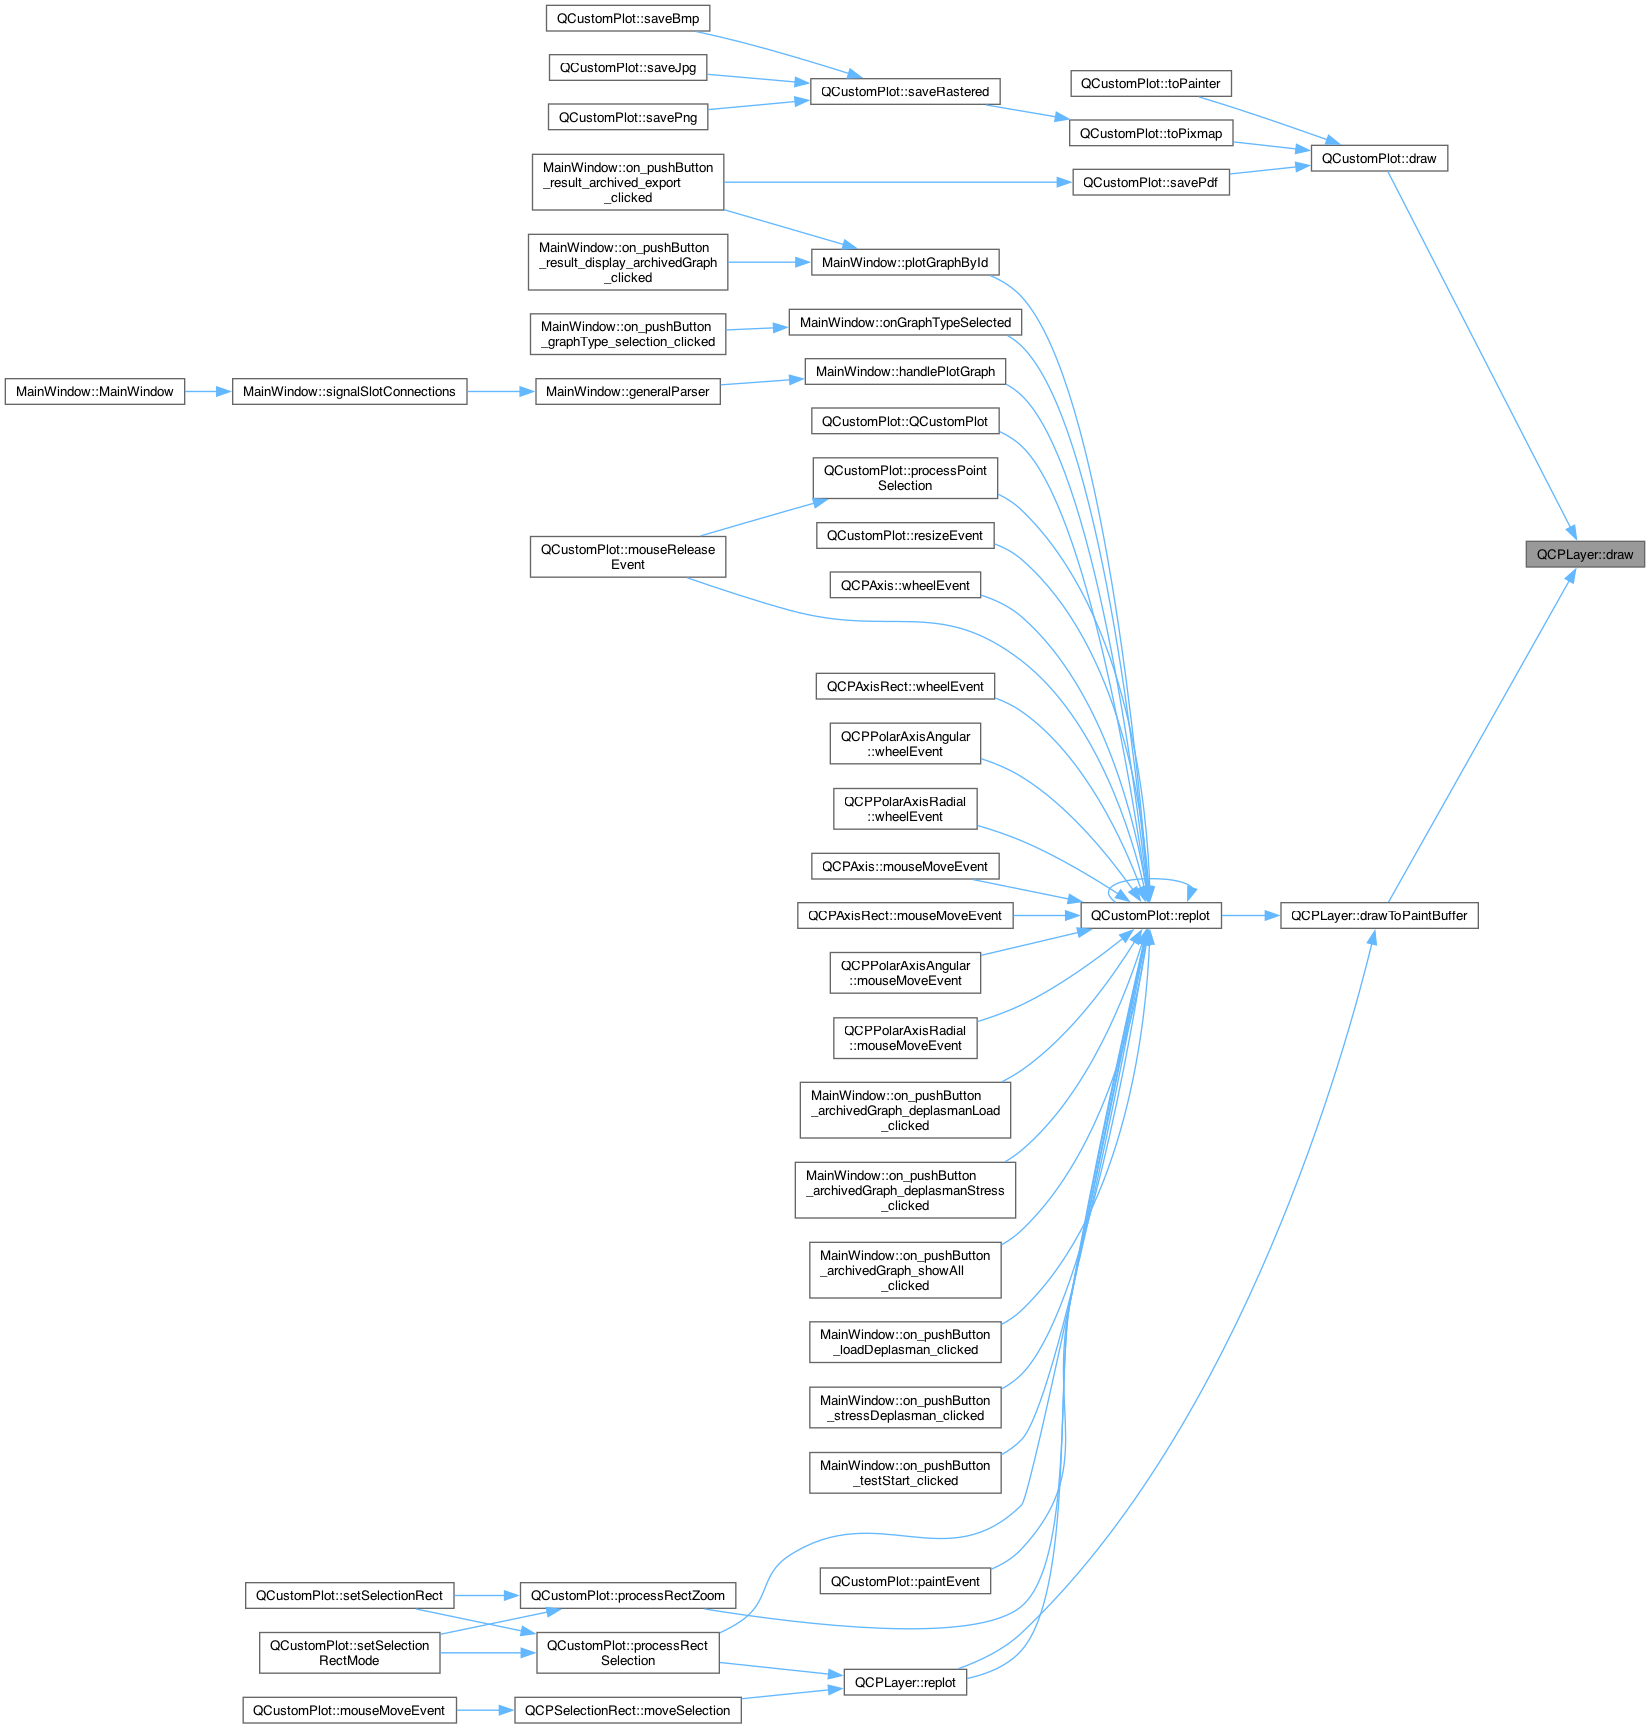 QCustomPlot::saveBmp
QCustomPlot::saveJpg
QCustomPlot::toPainter
QCustomPlot::saveRastered
QCustomPlot::savePng
QCustomPlot::toPixmap
QCustomPlot::draw
MainWindow::on_pushButton
_result_archived_export
_clicked
QCustomPlot::savePdf
MainWindow::on_pushButton
_result_display_archivedGraph
_clicked
MainWindow::plotGraphById
MainWindow::on_pushButton
_graphType_selection_clicked
MainWindow::onGraphTypeSelected
MainWindow::handlePlotGraph
MainWindow::MainWindow
MainWindow::signalSlotConnections
MainWindow::generalParser
QCustomPlot::QCustomPlot
QCustomPlot::processPoint
Selection
QCustomPlot::resizeEvent
QCustomPlot::mouseRelease
Event
QCPLayer::draw
QCPAxis::wheelEvent
QCPAxisRect::wheelEvent
QCPPolarAxisAngular
::wheelEvent
QCPPolarAxisRadial
::wheelEvent
QCPAxis::mouseMoveEvent
QCPAxisRect::mouseMoveEvent
QCustomPlot::replot
QCPLayer::drawToPaintBuffer
QCPPolarAxisAngular
::mouseMoveEvent
QCPPolarAxisRadial
::mouseMoveEvent
MainWindow::on_pushButton
_archivedGraph_deplasmanLoad
_clicked
MainWindow::on_pushButton
_archivedGraph_deplasmanStress
_clicked
MainWindow::on_pushButton
_archivedGraph_showAll
_clicked
MainWindow::on_pushButton
_loadDeplasman_clicked
MainWindow::on_pushButton
_stressDeplasman_clicked
MainWindow::on_pushButton
_testStart_clicked
QCustomPlot::paintEvent
QCustomPlot::setSelectionRect
QCustomPlot::processRectZoom
QCustomPlot::setSelection
RectMode
QCustomPlot::processRect
Selection
QCPLayer::replot
QCustomPlot::mouseMoveEvent
QCPSelectionRect::moveSelection